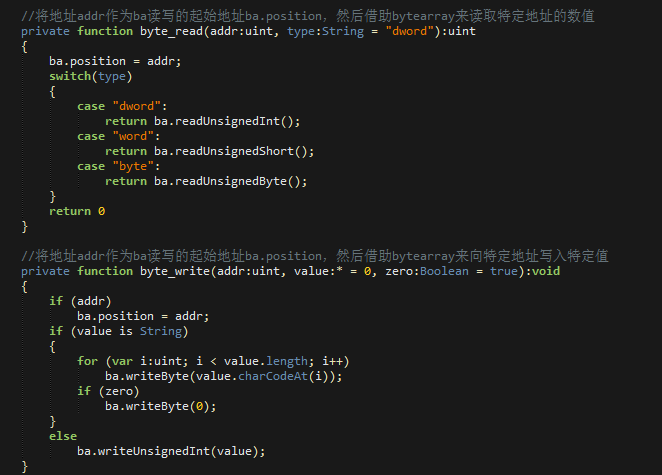 //将地址addr作为ba读写的起始地址ba.position，然后借助bytearray来读取特定地址的数值
private function byte_read(addr:uint, type:String = "dword"):uint
{
    ba.position = addr;
    switch(type)
    {
        case "dword":
            return ba.readUnsignedInt();
        case "word":
            return ba.readUnsignedShort();
        case "byte":
            return ba.readUnsignedByte();
    }
    return 0
}

//将地址addr作为ba读写的起始地址ba.position，然后借助bytearray来向特定地址写入特定值
private function byte_write(addr:uint, value:* = 0, zero:Boolean = true):void
{
    if (addr)
        ba.position = addr;
    if (value is String)
    {
        for (var i:uint; i < value.length; i++)
            ba.writeByte(value.charCodeAt(i));
        if (zero)
            ba.writeByte(0);
    }
    else
        ba.writeUnsignedInt(value);
}